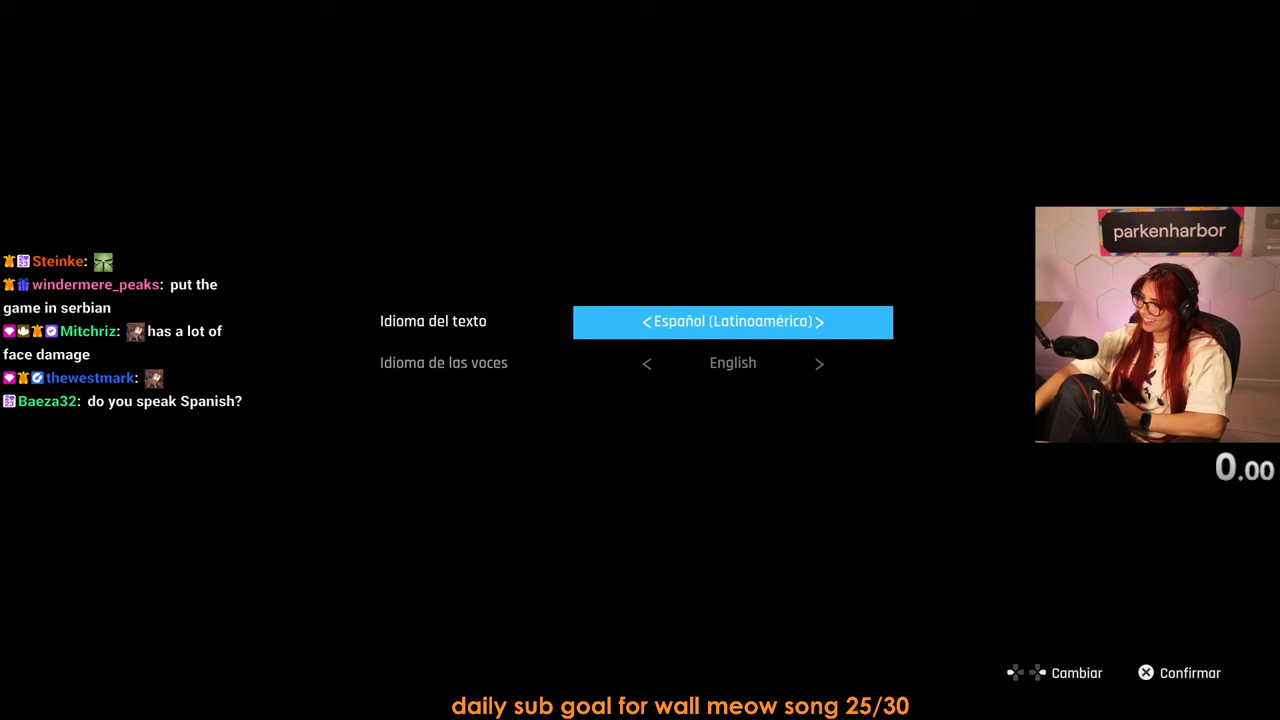 parkenharbor
Steinke:
windermere_peaks: put the
game in serbian
Mitchriz: has a lot of
face damage
thewestmark:
Baeza32: do you speak Spanish?
Idioma del texto
< Español (Latinoamérica) >
Idioma de las voces
< English >
0.00
Cambiar
Confirmar
daily sub goal for wall meow song 25/30